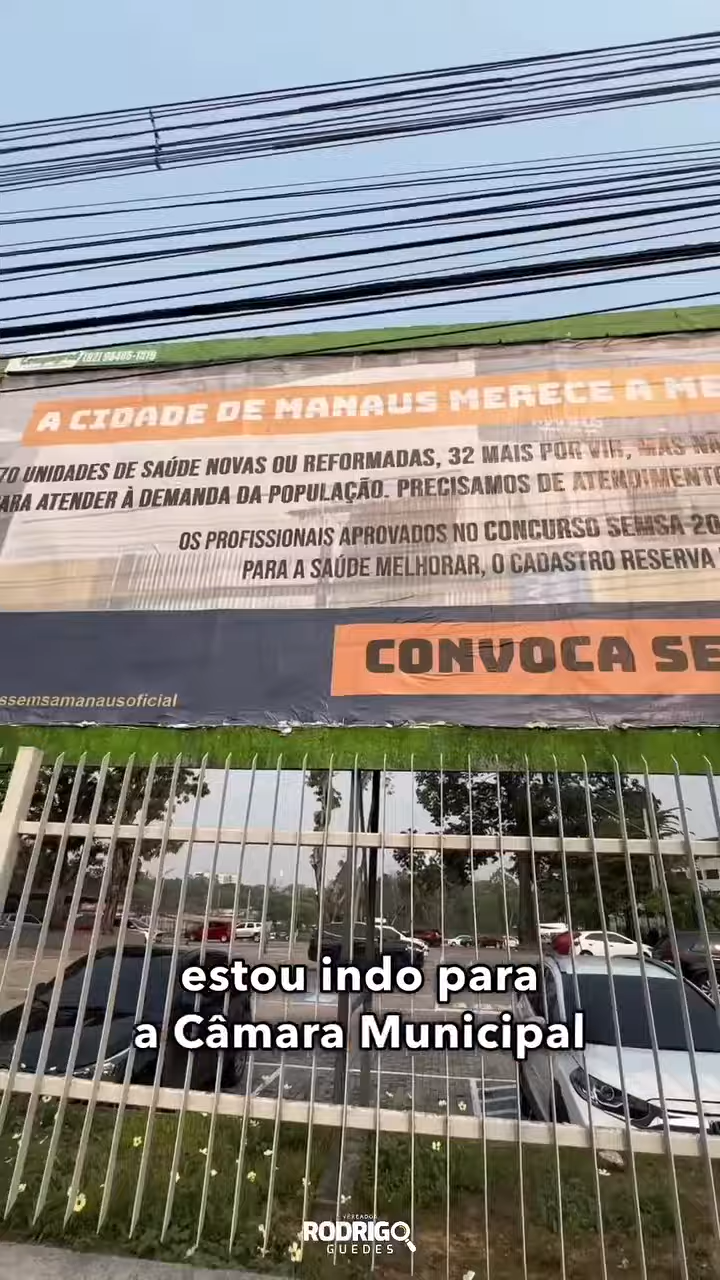 (92) 98405-1519
A CIDADE DE MANAUS MERECE A ME
70 UNIDADES DE SAÚDE NOVAS OU REFORMADAS, 32 MAIS POR VIR, MAS
ARA ATENDER À DEMANDA DA POPULAÇÃO. PRECISAMOS DE ATENDIMENTO
OS PROFISSIONAIS APROVADOS NO CONCURSO SEMSA 20
PARA A SAÚDE MELHORAR, O CADASTRO RESERVA
CONVOCA SE
ssemsamanausoficial
estou indo para
a Câmara Municipal
VEREADOR
RODRIGO
GUEDES